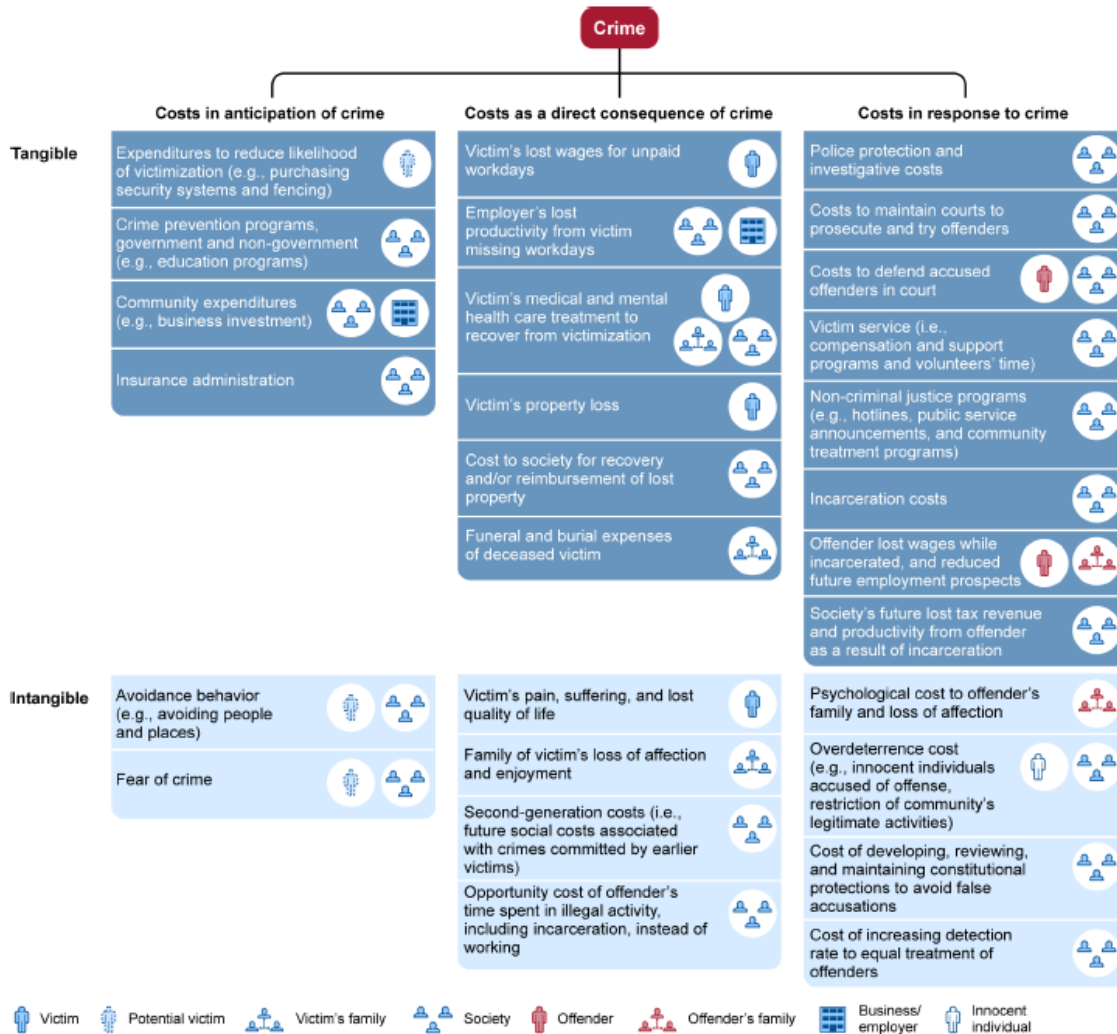 Crime
Costs in anticipation of crime
Costs as a direct consequence of crime
Costs in response to crime
Tangible
Expenditures to reduce likelihood
of victimization (e.g., purchasing
security systems and fencing)
Crime prevention programs,
government and non-government
(e.g., education programs)
Community expenditures
(e.g., business investment)
Insurance administration
Victim's lost wages for unpaid
workdays
Employer's lost
productivity from victim
missing workdays
Victim's medical and mental
health care treatment to
recover from victimization
Victim's property loss
Cost to society for recovery
and/or reimbursement of lost
property
Funeral and burial expenses
of deceased victim
Police protection and
investigative costs
Costs to maintain courts to
prosecute and try offenders
Costs to defend accused
offenders in court
Victim service (i.e.,
compensation and support
programs and volunteers' time)
Non-criminal justice programs
(e.g., hotlines, public service
announcements, and community
treatment programs)
Incarceration costs
Offender lost wages while
incarcerated, and reduced
future employment prospects
Society's future lost tax revenue
and productivity from offender
as a result of incarceration
Intangible
Avoidance behavior
(e.g., avoiding people
and places)
Fear of crime
Victim's pain, suffering, and lost
quality of life
Family of victim's loss of affection
and enjoyment
Second-generation costs (i.e.,
future social costs associated
with crimes committed by earlier
victims)
Opportunity cost of offender's
time spent in illegal activity,
including incarceration, instead of
working
Psychological cost to offender's
family and loss of affection
Overdeterrence cost
(e.g., innocent individuals
accused of offense,
restriction of community's
legitimate activities)
Cost of developing, reviewing,
and maintaining constitutional
protections to avoid false
accusations
Cost of increasing detection
rate to equal treatment of
offenders
Victim
Potential victim
Victim's family
Society
Offender
Offender's family
Business/
employer
Innocent
individual